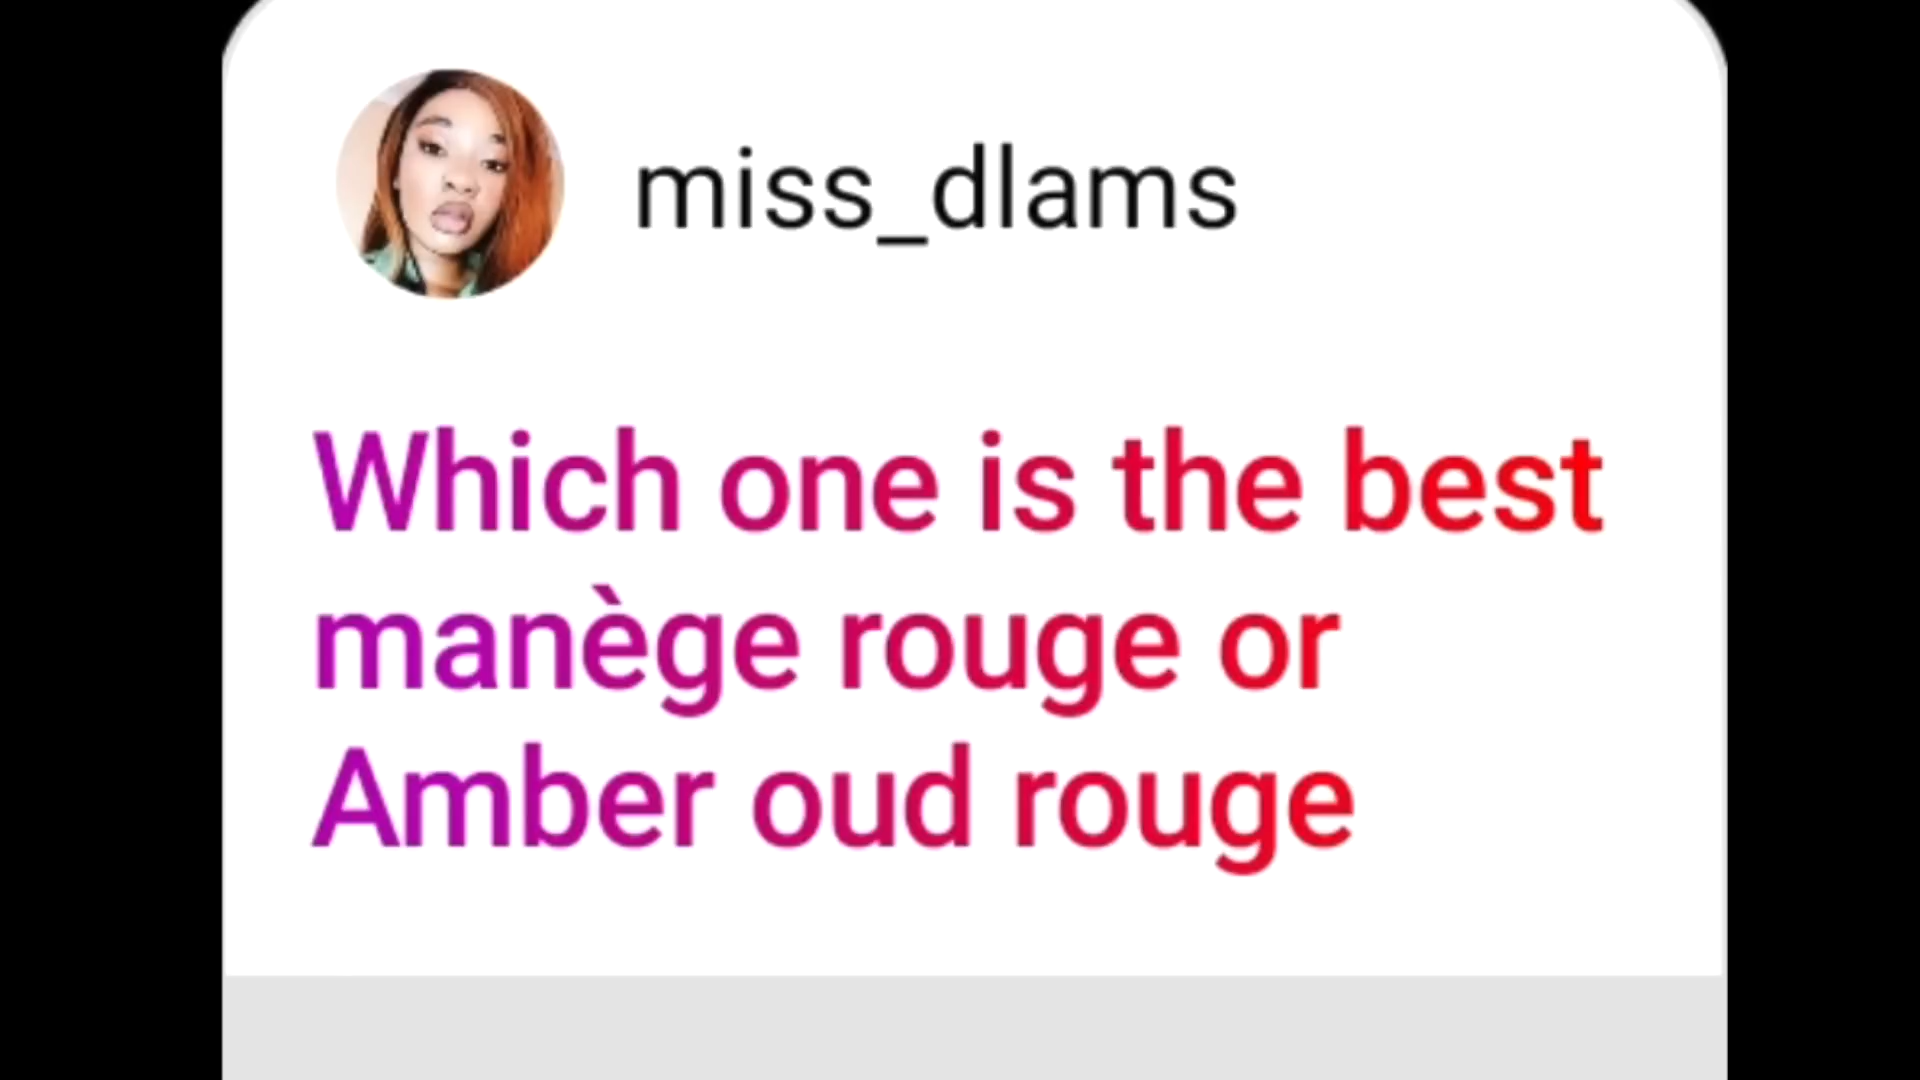 miss_dlams
Which one is the best
manège rouge or
Amber oud rouge